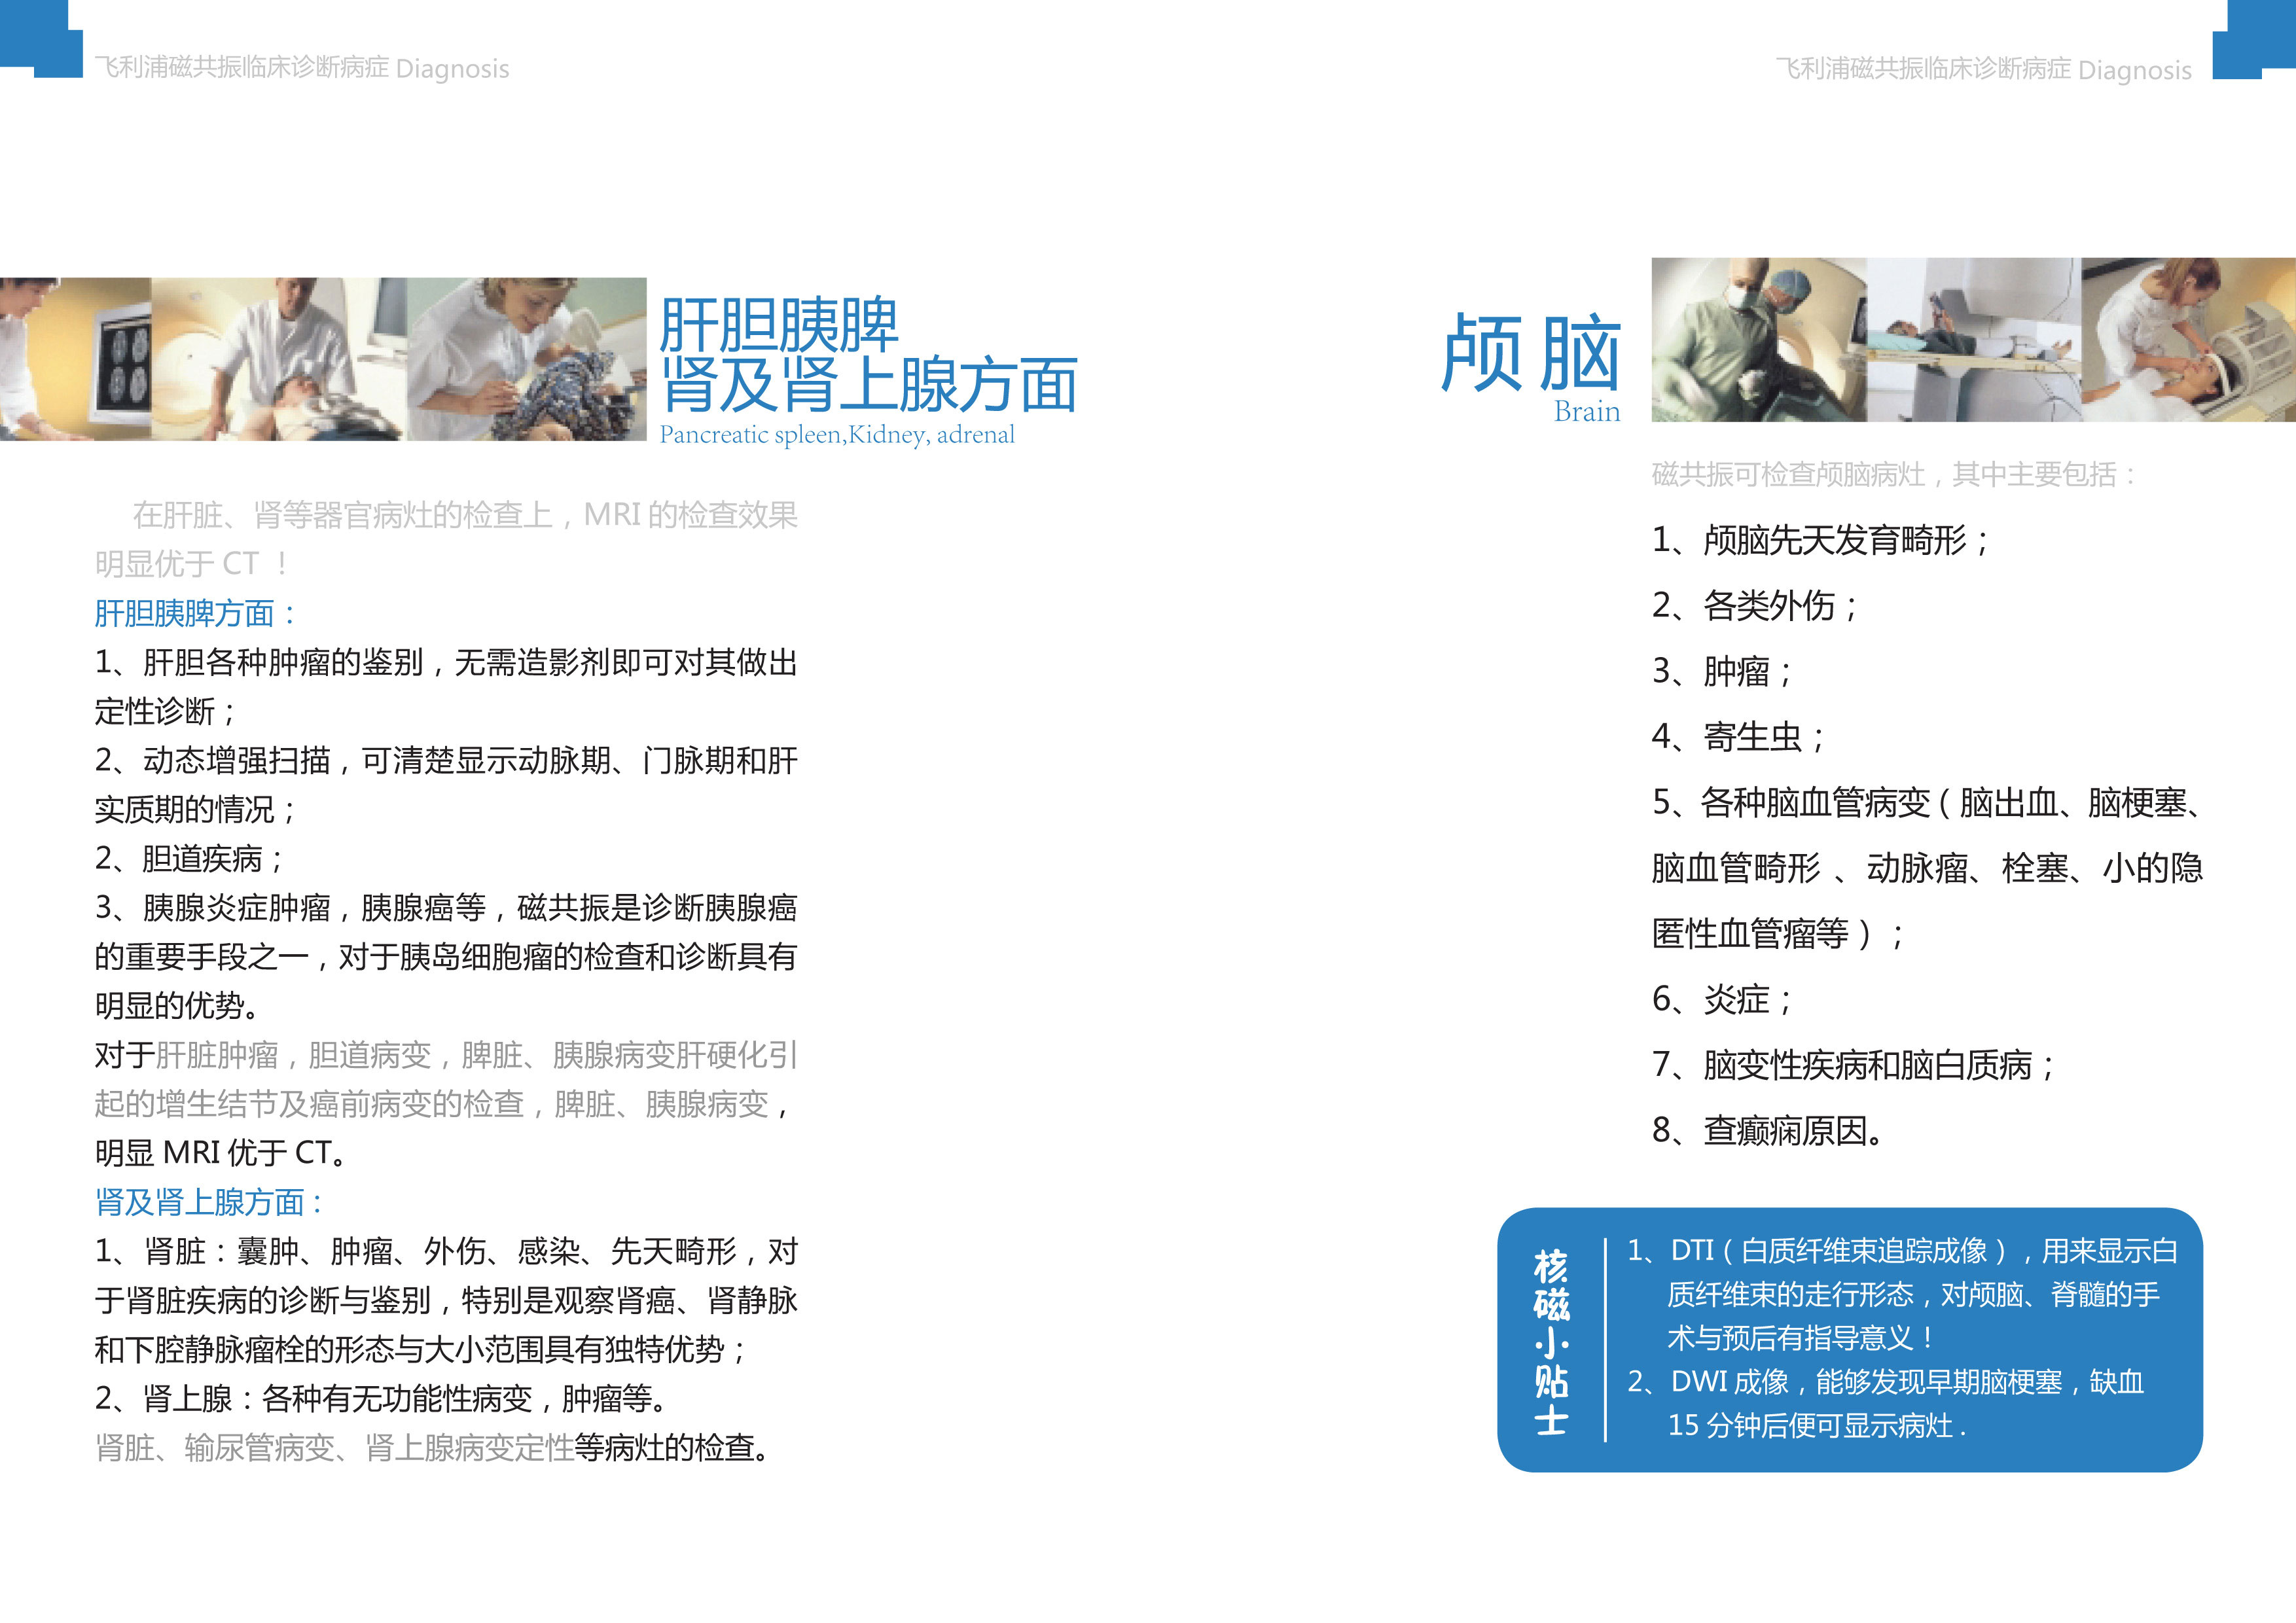 飞利浦磁共振临床诊断病症 Diagnosis
肝胆胰脾
肾及肾上腺方面
Pancreatic spleen,Kidney, adrenal
在肝脏、肾等器官病灶的检查上，MRI 的检查效果
明显优于 CT ！
肝胆胰脾方面：
1、肝胆各种肿瘤的鉴别，无需造影剂即可对其做出
定性诊断；
2、动态增强扫描，可清楚显示动脉期、门脉期和肝
实质期的情况；
2、胆道疾病；
3、胰腺炎症肿瘤，胰腺癌等，磁共振是诊断胰腺癌
的重要手段之一，对于胰岛细胞瘤的检查和诊断具有
明显的优势。
对于肝脏肿瘤，胆道病变，脾脏、胰腺病变肝硬化引
起的增生结节及癌前病变的检查，脾脏、胰腺病变，
明显 MRI 优于 CT。
肾及肾上腺方面：
1、肾脏：囊肿、肿瘤、外伤、感染、先天畸形，对
于肾脏疾病的诊断与鉴别，特别是观察肾癌、肾静脉
和下腔静脉瘤栓的形态与大小范围具有独特优势；
2、肾上腺：各种有无功能性病变，肿瘤等。
肾脏、输尿管病变、肾上腺病变定性等病灶的检查。
飞利浦磁共振临床诊断病症 Diagnosis
颅脑
Brain
磁共振可检查颅脑病灶，其中主要包括：
1、颅脑先天发育畸形；
2、各类外伤；
3、肿瘤；
4、寄生虫；
5、各种脑血管病变（脑出血、脑梗塞、
脑血管畸形 、动脉瘤、栓塞、小的隐
匿性血管瘤等）；
6、炎症；
7、脑变性疾病和脑白质病；
8、查癫痫原因。
核磁小贴士
1、DTI（白质纤维束追踪成像），用来显示白
质纤维束的走行形态，对颅脑、脊髓的手
术与预后有指导意义！
2、DWI 成像，能够发现早期脑梗塞，缺血
15 分钟后便可显示病灶 .